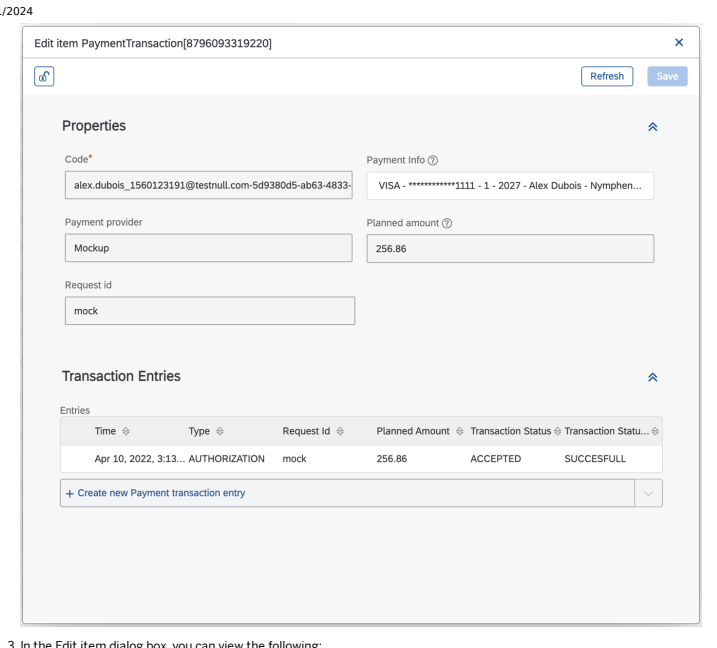 1/2024
Edit item PaymentTransaction[8796093319220]
Refresh Save
Properties
Code* Payment Info
alex.dubois_1560123191@testnull.com-5d9380d5-ab63-4833- VISA - ************1111 - 1 - 2027 - Alex Dubois - Nymphen...
Payment provider Planned amount
Mockup 256.86
Request id
mock
Transaction Entries
Entries
Time Type Request Id Planned Amount Transaction Status Transaction Statu...
Apr 10, 2022, 3:13... AUTHORIZATION mock 256.86 ACCEPTED SUCCESFULL
+ Create new Payment transaction entry
3. In the Edit item dialog box, you can view the following: